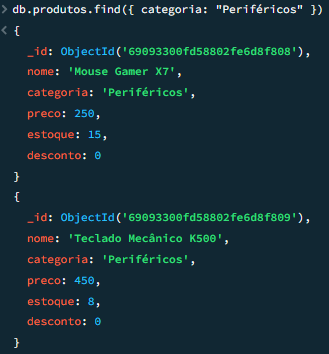 > db.produtos.find({ categoria: "Periféricos" })
< {
_id: ObjectId('69093300fd58802fe6d8f808'),
nome: 'Mouse Gamer X7',
categoria: 'Periféricos',
preco: 250,
estoque: 15,
desconto: 0
}
{
_id: ObjectId('69093300fd58802fe6d8f809'),
nome: 'Teclado Mecânico K500',
categoria: 'Periféricos',
preco: 450,
estoque: 8,
desconto: 0
}